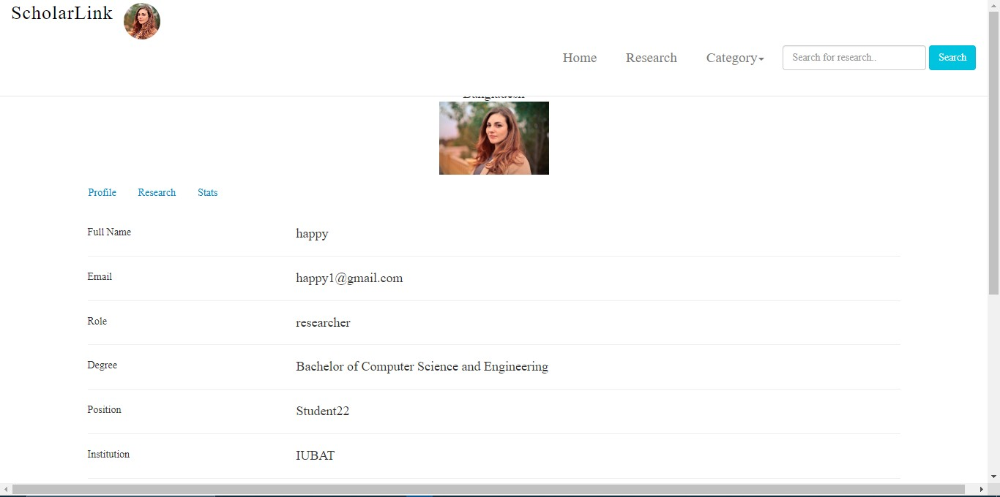 ScholarLink
Home Research Category Search for research.. Search
Bangladesh
Profile Research Stats
Full Name happy
Email happy1@gmail.com
Role researcher
Degree Bachelor of Computer Science and Engineering
Position Student22
Institution IUBAT